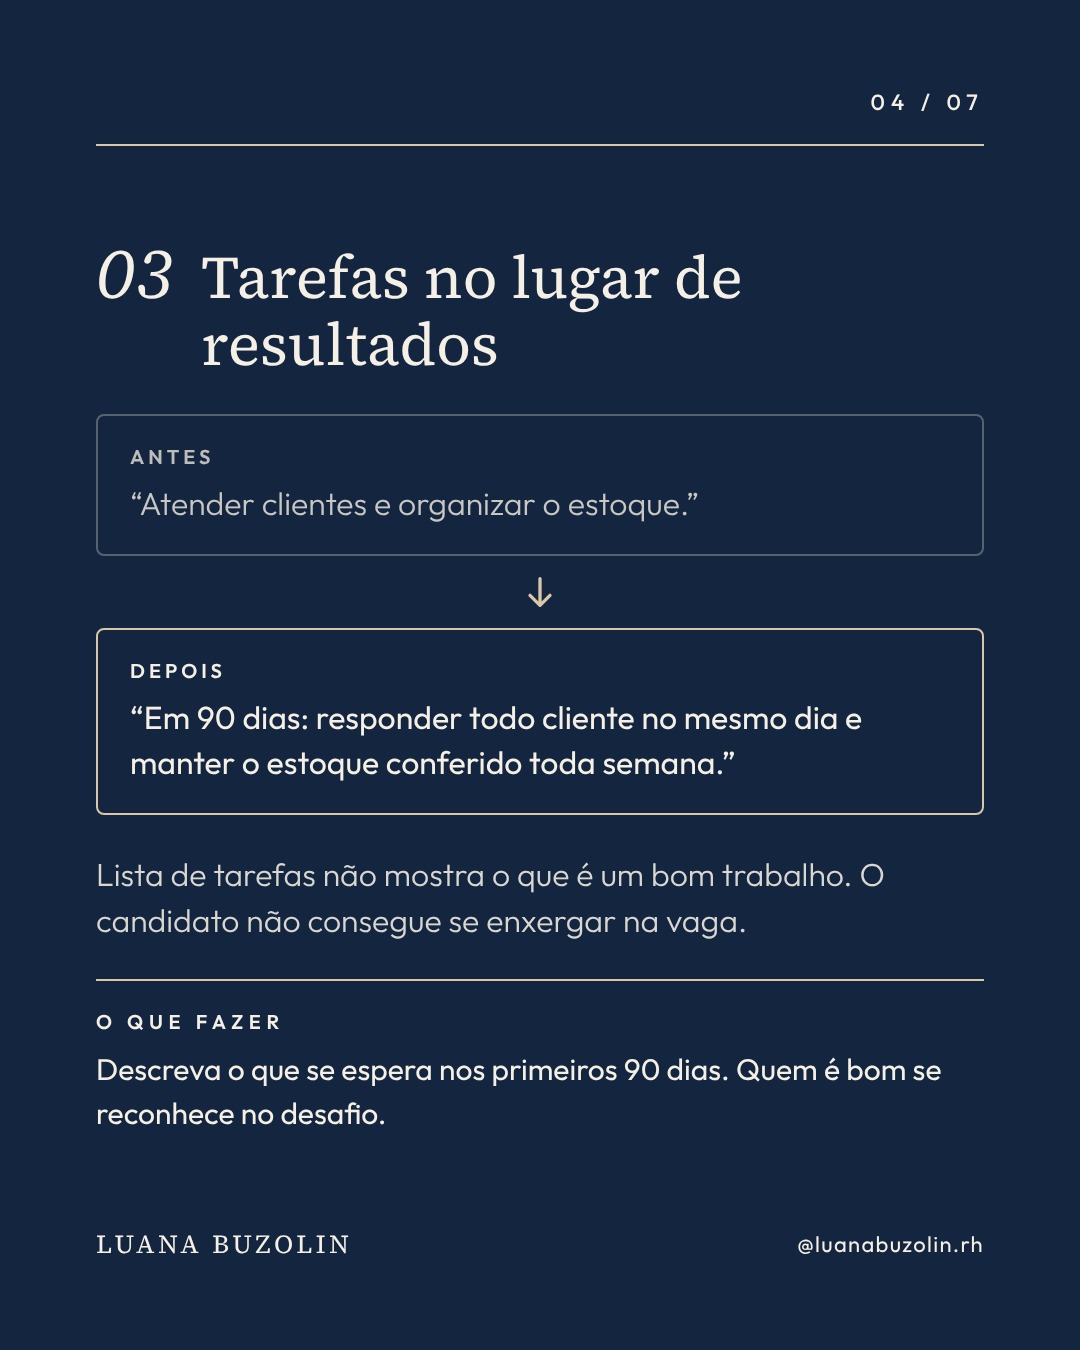 04 / 07
03 Tarefas no lugar de
resultados
ANTES
“Atender clientes e organizar o estoque.”
↓
DEPOIS
“Em 90 dias: responder todo cliente no mesmo dia e
manter o estoque conferido toda semana.”
Lista de tarefas não mostra o que é um bom trabalho. O
candidato não consegue se enxergar na vaga.
O QUE FAZER
Descreva o que se espera nos primeiros 90 dias. Quem é bom se
reconhece no desafio.
LUANA BUZOLIN
@luanabuzolin.rh